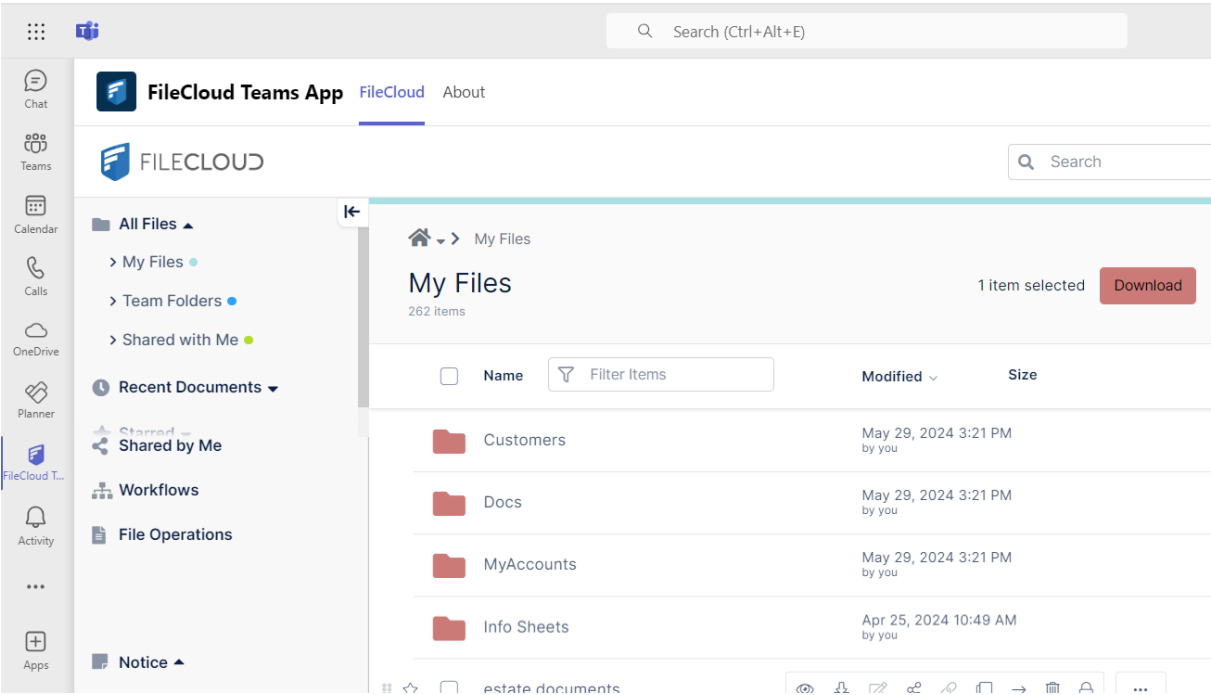 Search (Ctrl+Alt+E)
Chat
Teams
Calendar
Calls
OneDrive
Planner
FileCloud T...
Activity
Apps
FileCloud Teams App FileCloud About
FILECLOUD
Search
All Files
My Files
Team Folders
Shared with Me
Recent Documents
Starred
Shared by Me
Workflows
File Operations
Notice
My Files
My Files
262 items
1 item selected Download
Name Filter Items Modified Size
Customers May 29, 2024 3:21 PM
by you
Docs May 29, 2024 3:21 PM
by you
MyAccounts May 29, 2024 3:21 PM
by you
Info Sheets Apr 25, 2024 10:49 AM
by you
estate documents